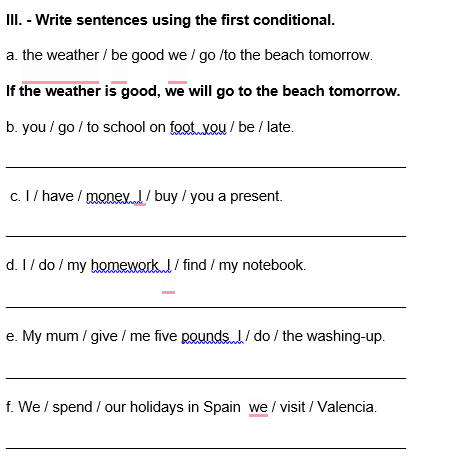 III. - Write sentences using the first conditional.
a. the weather / be good we / go /to the beach tomorrow.
If the weather is good, we will go to the beach tomorrow.
b. you / go / to school on foot you / be / late.
c. I / have / money I / buy / you a present.
d. I / do / my homework I / find / my notebook.
e. My mum / give / me five pounds I / do / the washing-up.
f. We / spend / our holidays in Spain we / visit / Valencia.